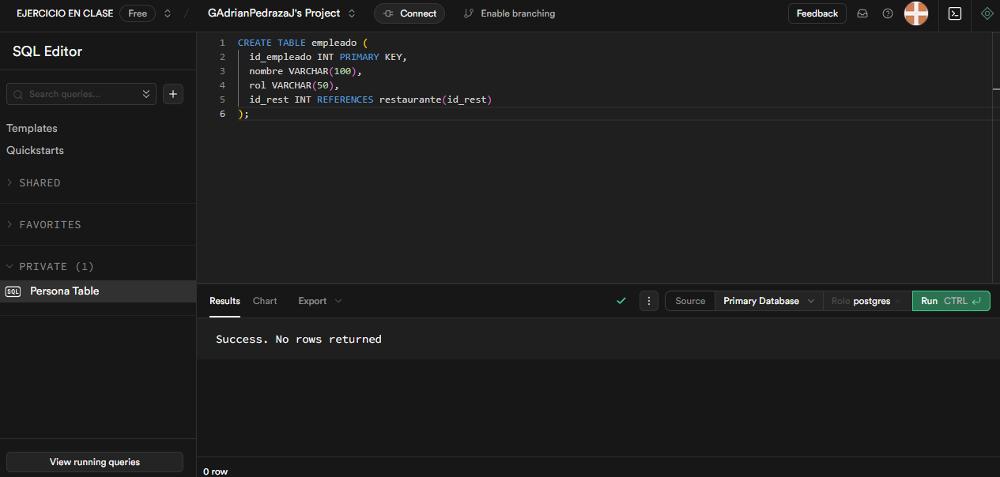 EJERCICIO EN CLASE Free / GAdrianPedrazaJ's Project Connect Enable branching Feedback
SQL Editor
Search queries...
Templates
Quickstarts
SHARED
FAVORITES
PRIVATE (1)
SQL Persona Table
View running queries
1 CREATE TABLE empleado (
2 id_empleado INT PRIMARY KEY,
3 nombre VARCHAR(100),
4 rol VARCHAR(50),
5 id_rest INT REFERENCES restaurante(id_rest)
6 );
Results Chart Export Source Primary Database Role postgres Run CTRL
Success. No rows returned
0 row